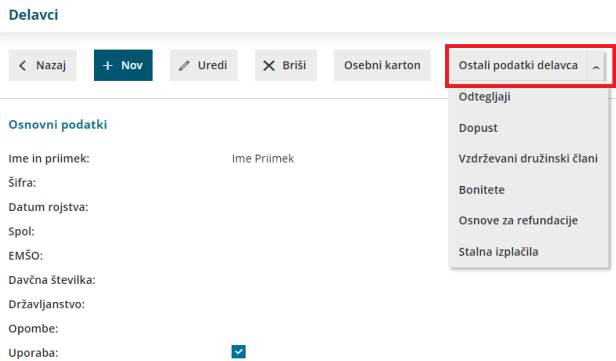 Delavci
Nazaj
Nov
Uredi
Briši
Osebni karton
Ostali podatki delavca
Odtegljaji
Dopust
Vzdrževani družinski člani
Bonitete
Osnove za refundacije
Stalna izplačila
Osnovni podatki
Ime in priimek: Ime Priimek
Šifra:
Datum rojstva:
Spol:
EMŠO:
Davčna številka:
Državljanstvo:
Opombe:
Uporaba: